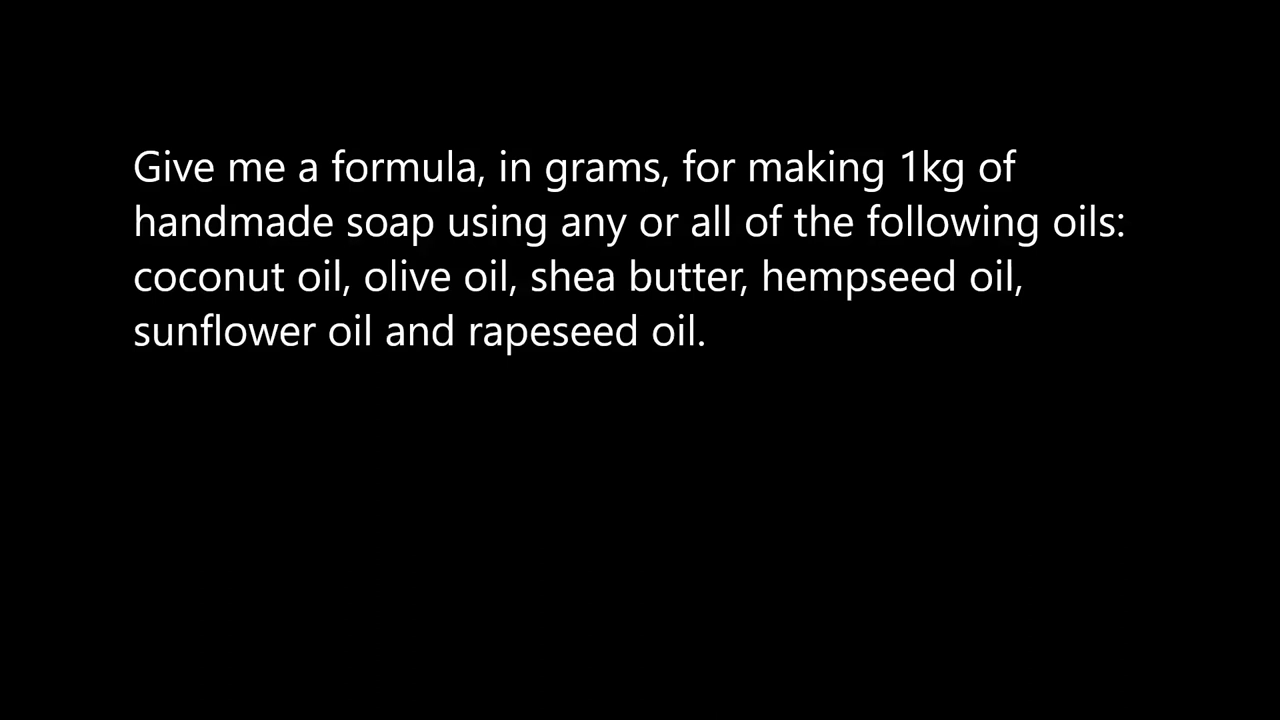 Give me a formula, in grams, for making 1kg of
handmade soap using any or all of the following oils:
coconut oil, olive oil, shea butter, hempseed oil,
sunflower oil and rapeseed oil.